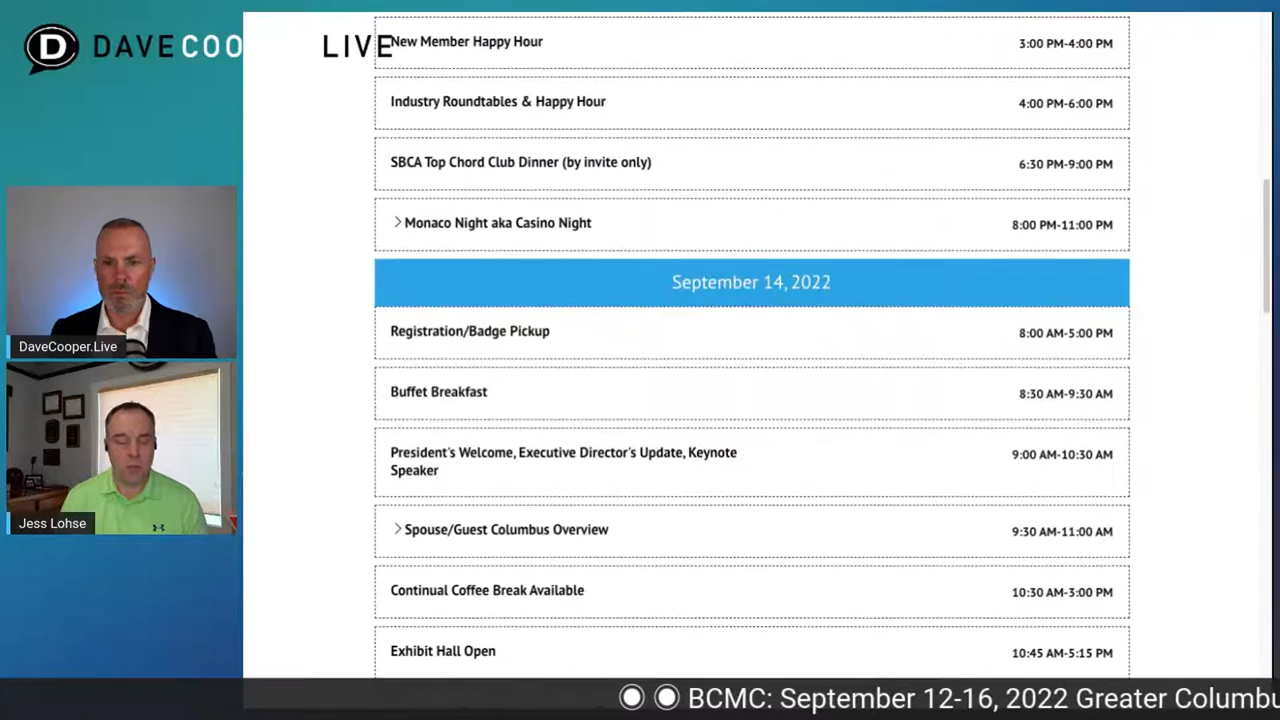 D DAVECOO LIVE
New Member Happy Hour 3:00 PM-4:00 PM
Industry Roundtables & Happy Hour 4:00 PM-6:00 PM
SBCA Top Chord Club Dinner (by invite only) 6:30 PM-9:00 PM
Monaco Night aka Casino Night 8:00 PM-11:00 PM
September 14, 2022
Registration/Badge Pickup 8:00 AM-5:00 PM
Buffet Breakfast 8:30 AM-9:30 AM
President's Welcome, Executive Director's Update, Keynote 9:00 AM-10:30 AM
Speaker
Spouse/Guest Columbus Overview 9:30 AM-11:00 AM
Continual Coffee Break Available 10:30 AM-3:00 PM
Exhibit Hall Open 10:45 AM-5:15 PM
DaveCooper.Live
Jess Lohse
BCMC: September 12-16, 2022 Greater Columbu